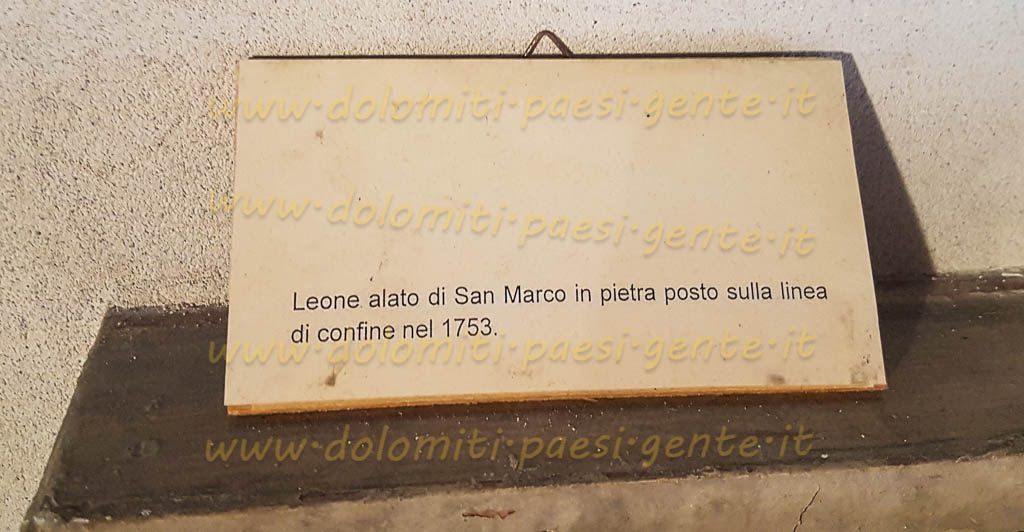 www.dolomiti.paesi.gente.it
www.dolomiti.paesi.gente.it
Leone alato di San Marco in pietra posto sulla linea
di confine nel 1753.
www.dolomiti.paesi.gente.it
www.dolomiti.paesi.gente.it